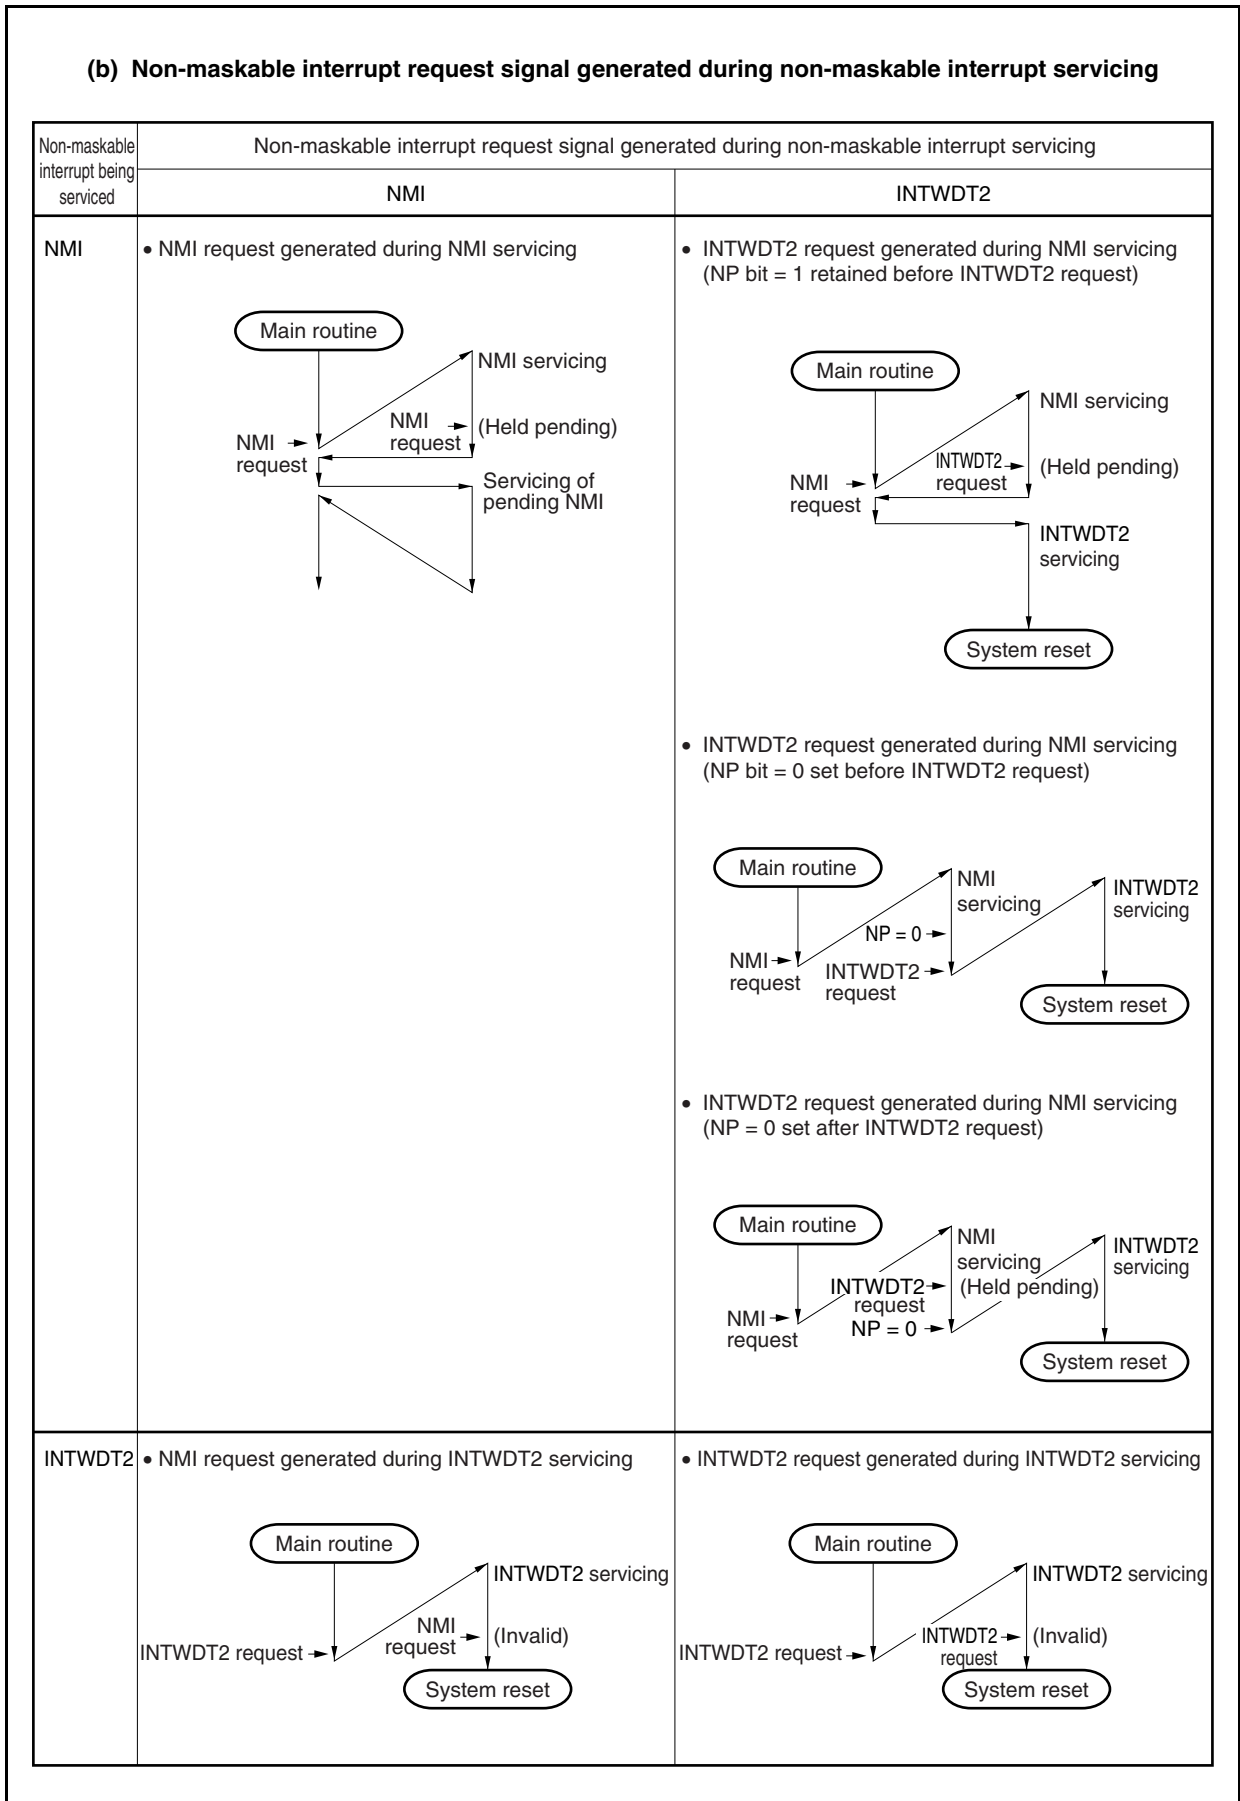 (b) Non-maskable interrupt request signal generated during non-maskable interrupt servicing
Non-maskable
interrupt being
serviced
Non-maskable interrupt request signal generated during non-maskable interrupt servicing
NMI
INTWDT2
NMI
• NMI request generated during NMI servicing
Main routine
NMI servicing
NMI
request
(Held pending)
NMI
request
Servicing of
pending NMI
• INTWDT2 request generated during NMI servicing
(NP bit = 1 retained before INTWDT2 request)
Main routine
NMI servicing
INTWDT2
request
(Held pending)
NMI
request
INTWDT2
servicing
System reset
• INTWDT2 request generated during NMI servicing
(NP bit = 0 set before INTWDT2 request)
Main routine
NMI
servicing
INTWDT2
servicing
NP = 0
NMI
request
INTWDT2
request
System reset
• INTWDT2 request generated during NMI servicing
(NP = 0 set after INTWDT2 request)
Main routine
NMI
servicing
(Held pending)
INTWDT2
servicing
INTWDT2
request
NMI
request
NP = 0
System reset
INTWDT2
• NMI request generated during INTWDT2 servicing
Main routine
INTWDT2 servicing
NMI
request
(Invalid)
INTWDT2 request
System reset
• INTWDT2 request generated during INTWDT2 servicing
Main routine
INTWDT2 servicing
INTWDT2
request
(Invalid)
INTWDT2 request
System reset